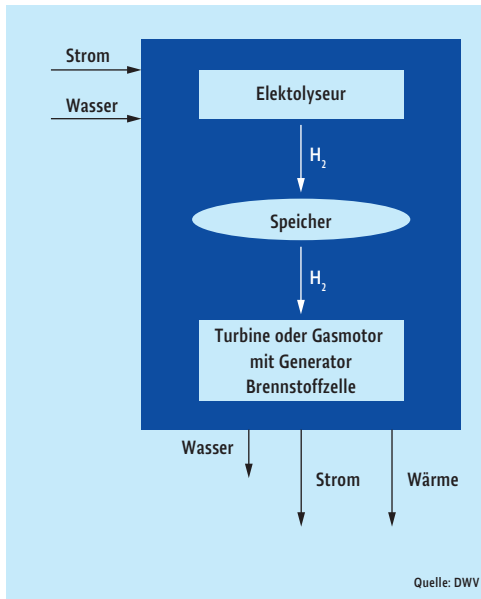 Strom
Wasser
Elektolyseur
H₂
Speicher
H₂
Turbine oder Gasmotor
mit Generator
Brennstoffzelle
Wasser
Strom
Wärme
Quelle: DWV